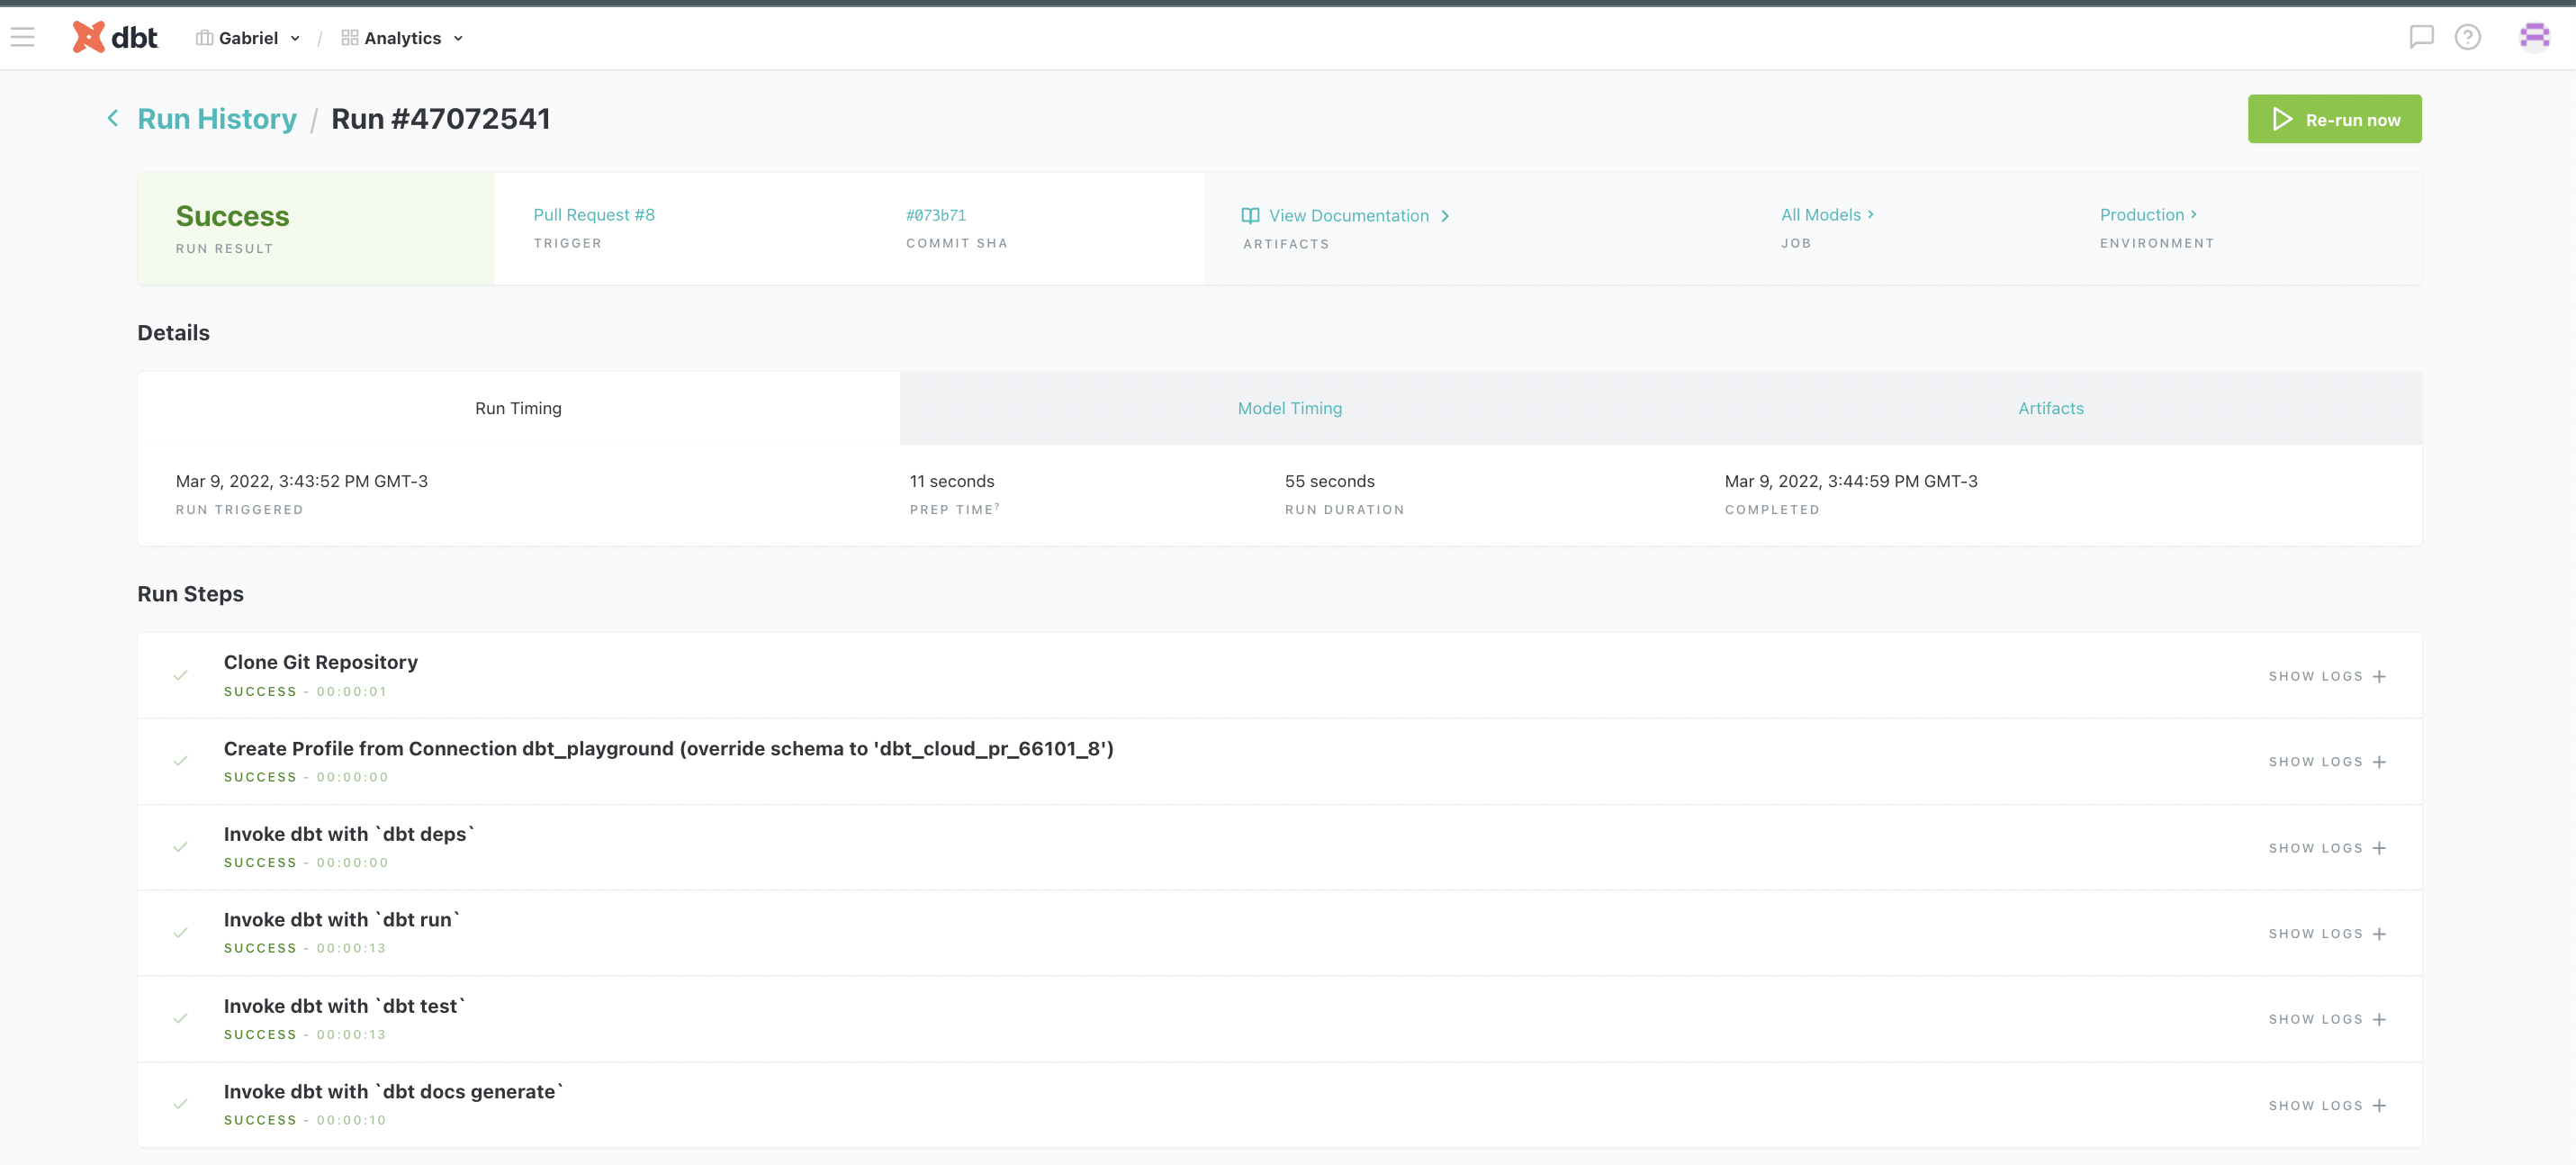 dbt Gabriel / Analytics
Run History / Run #47072541
Re-run now
Success
RUN RESULT
Pull Request #8
TRIGGER
#073b71
COMMIT SHA
View Documentation
ARTIFACTS
All Models
JOB
Production
ENVIRONMENT
Details
Run Timing
Model Timing
Artifacts
Mar 9, 2022, 3:43:52 PM GMT-3
RUN TRIGGERED
11 seconds
PREP TIME?
55 seconds
RUN DURATION
Mar 9, 2022, 3:44:59 PM GMT-3
COMPLETED
Run Steps
Clone Git Repository
SUCCESS - 00:00:01
SHOW LOGS
Create Profile from Connection dbt_playground (override schema to 'dbt_cloud_pr_66101_8')
SUCCESS - 00:00:00
SHOW LOGS
Invoke dbt with `dbt deps`
SUCCESS - 00:00:00
SHOW LOGS
Invoke dbt with `dbt run`
SUCCESS - 00:00:13
SHOW LOGS
Invoke dbt with `dbt test`
SUCCESS - 00:00:13
SHOW LOGS
Invoke dbt with `dbt docs generate`
SUCCESS - 00:00:10
SHOW LOGS